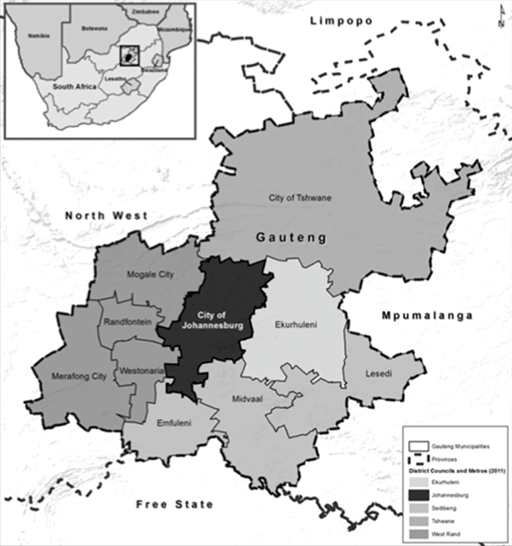 Zimbabwe
Namibia
Botswana
Mozambique
Swaziland
Lesotho
South Africa
Limpopo
N
City of Tshwane
North West
Gauteng
Mogale City
City of
Johannesburg
Randfontein
Ekurhuleni
Mpumalanga
Merafong City
Westonaria
Lesedi
Midvaal
Emfuleni
Free State
Gauteng Municipalities
Provinces
District Councils and Metros (2011)
Ekurhuleni
Johannesburg
Sedibeng
Tshwane
West Rand